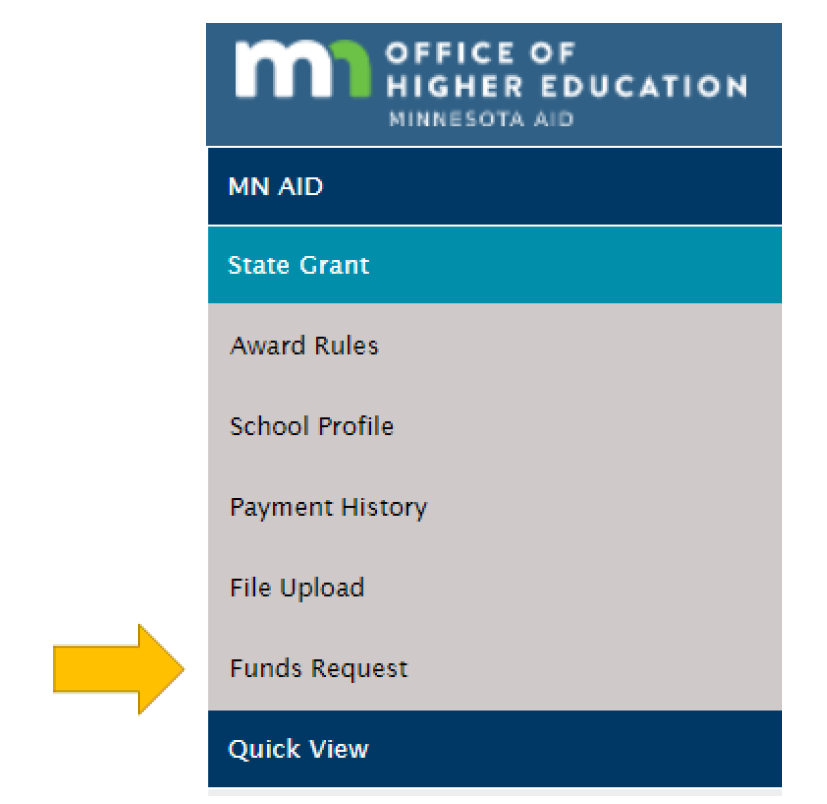 mn OFFICE OF
HIGHER EDUCATION
MINNESOTA AID
MN AID
State Grant
Award Rules
School Profile
Payment History
File Upload
Funds Request
Quick View